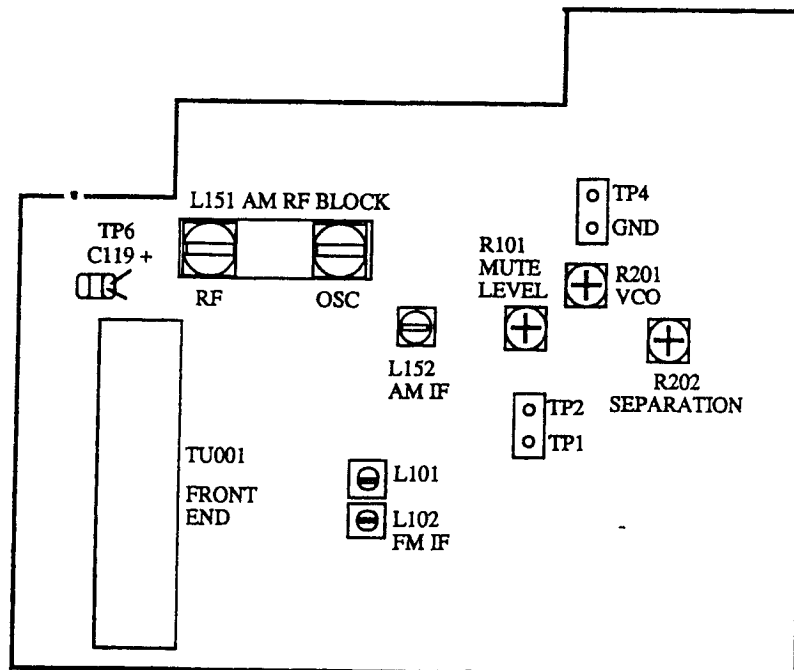 L151 AM RF BLOCK
TP6
C119 +
RF
OSC
TP4
GND
R101
MUTE
LEVEL
R201
VCO
L152
AM IF
R202
SEPARATION
TP2
TP1
TU001
FRONT
END
L101
L102
FM IF